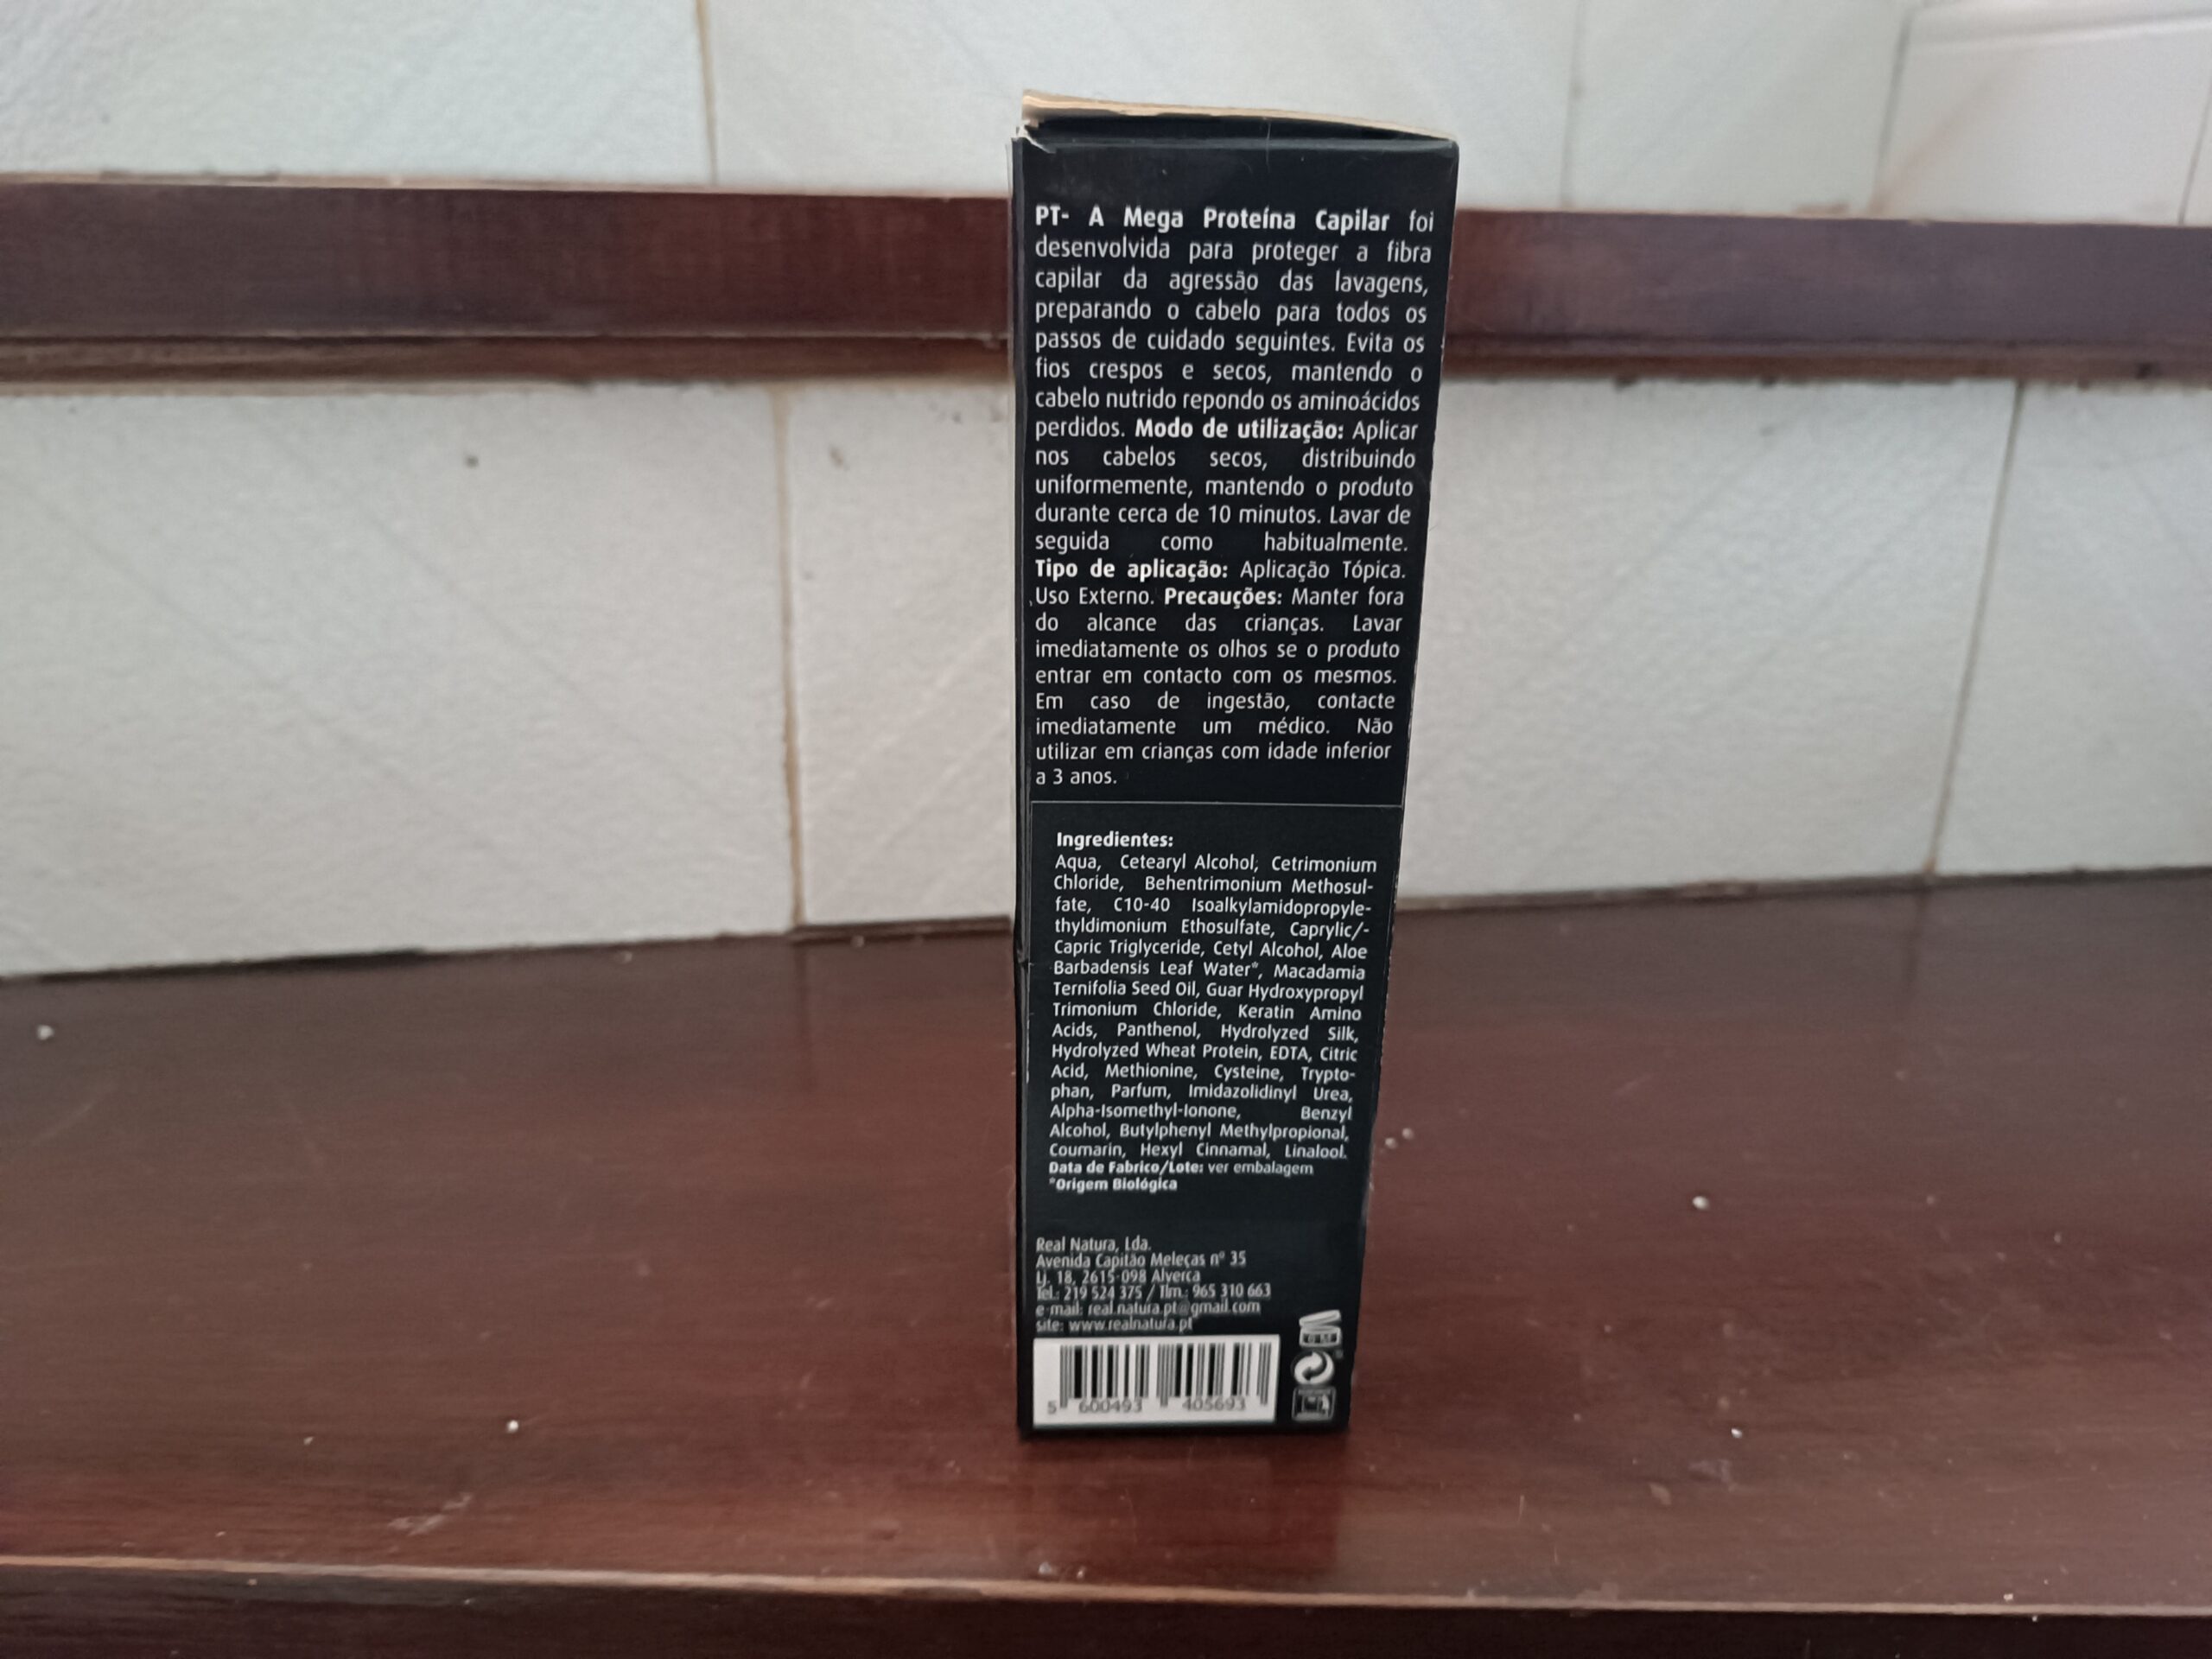 PT- A Mega Proteína Capilar foi
desenvolvida para proteger a fibra
capilar da agressão das lavagens,
preparando o cabelo para todos os
passos de cuidado seguintes. Evita os
fios crespos e secos, mantendo o
cabelo nutrido repondo os aminoácidos
perdidos. Modo de utilização: Aplicar
nos cabelos secos, distribuindo
uniformemente, mantendo o produto
durante cerca de 10 minutos. Lavar de
seguida como habitualmente.
Tipo de aplicação: Aplicação Tópica.
Uso Externo. Precauções: Manter fora
do alcance das crianças. Lavar
imediatamente os olhos se o produto
entrar em contacto com os mesmos.
Em caso de ingestão, contacte
imediatamente um médico. Não
utilizar em crianças com idade inferior
a 3 anos.
Ingredientes:
Aqua, Cetearyl Alcohol, Cetrimonium
Chloride, Behentrimonium Methosul-
fate, C10-40 Isoalkylamidopropyle-
thyldimonium Ethosulfate, Caprylic/-
Capric Triglyceride, Cetyl Alcohol, Aloe
Barbadensis Leaf Water*, Macadamia
Ternifolia Seed Oil, Guar Hydroxypropyl
Trimonium Chloride, Keratin Amino
Acids, Panthenol, Hydrolyzed Silk,
Hydrolyzed Wheat Protein, EDTA, Citric
Acid, Methionine, Cysteine, Trypto-
phan, Parfum, Imidazolidinyl Urea,
Alpha-Isomethyl-Ionone, Benzyl
Alcohol, Butylphenyl Methylpropional,
Coumarin, Hexyl Cinnamal, Linalool.
Data de Fabrico/Lote: ver embalagem
*Origem Biológica
Real Natura, Lda.
Avenida Capitão Meleças nº 35
Lj. 18, 2615-098 Alverca
Tel.: 219 524 375 / Tlm.: 965 310 663
e-mail: real.natura.pt@gmail.com
site: www.realnatura.pt
5 600493 405693